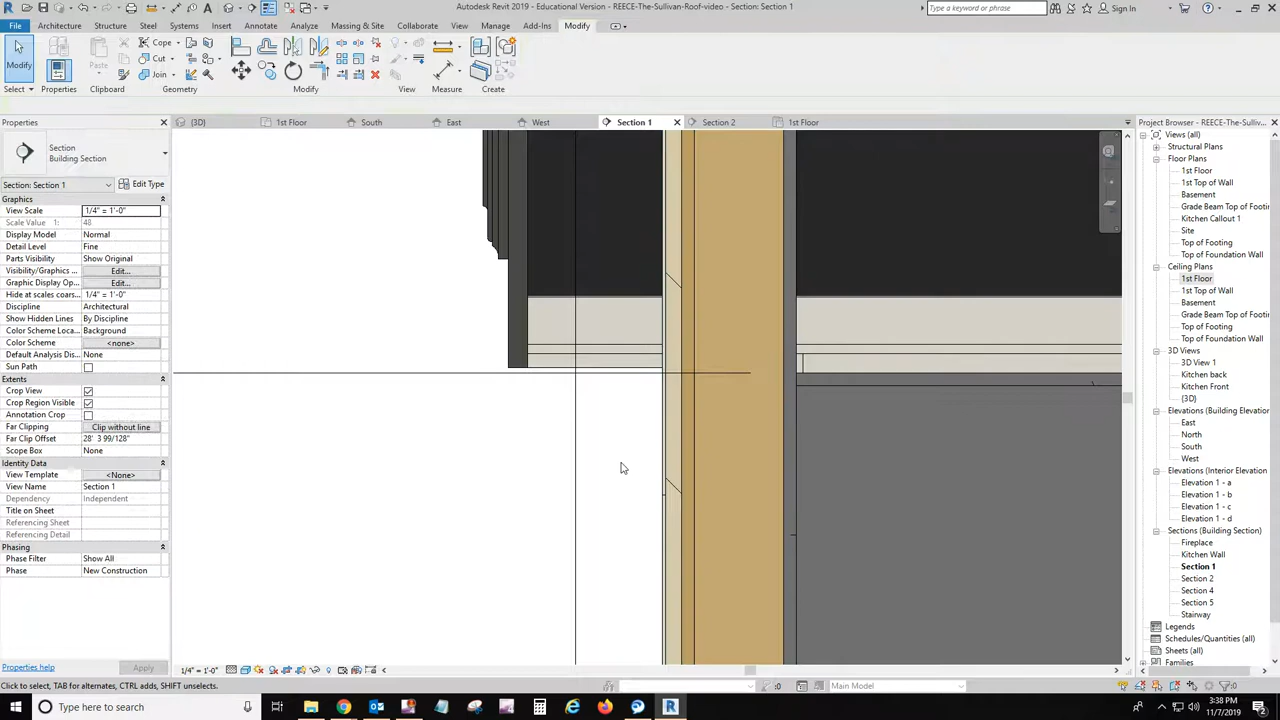 Autodesk Revit 2019 - Educational Version - REECE-The-Sullivan-Roof-video - Section: Section 1
Type a keyword or phrase
Sign In
File Architecture Structure Steel Systems Insert Annotate Analyze Massing & Site Collaborate View Manage Add-Ins Modify
Modify
Properties
Paste
Cope
Cut
Join
Select Properties Clipboard Geometry Modify View Measure Create
Properties
(3D) 1st Floor South East West Section 1 Section 2 1st Floor
Section
Building Section
Section: Section 1 Edit Type
Graphics
View Scale 1/4" = 1'-0"
Scale Value 1: 48
Display Model Normal
Detail Level Fine
Parts Visibility Show Original
Visibility/Graphics ... Edit...
Graphic Display Op... Edit...
Hide at scales coars... 1/4" = 1'-0"
Discipline Architectural
Show Hidden Lines By Discipline
Color Scheme Loca... Background
Color Scheme <none>
Default Analysis Dis... None
Sun Path
Extents
Crop View
Crop Region Visible
Annotation Crop
Far Clipping Clip without line
Far Clip Offset 28' 3 99/128"
Scope Box None
Identity Data
View Template <None>
View Name Section 1
Dependency Independent
Title on Sheet
Referencing Sheet
Referencing Detail
Phasing
Phase Filter Show All
Phase New Construction
Properties help Apply
Project Browser - REECE-The-Sulliv...
Views (all)
Structural Plans
Floor Plans
1st Floor
1st Top of Wall
Basement
Grade Beam Top of Footi
Kitchen Callout 1
Site
Top of Footing
Top of Foundation Wall
Ceiling Plans
1st Floor
1st Top of Wall
Basement
Grade Beam Top of Footi
Top of Footing
Top of Foundation Wall
3D Views
3D View 1
Kitchen back
Kitchen Front
{3D}
Elevations (Building Elevation
East
North
South
West
Elevations (Interior Elevation
Elevation 1 - a
Elevation 1 - b
Elevation 1 - c
Elevation 1 - d
Sections (Building Section)
Fireplace
Kitchen Wall
Section 1
Section 2
Section 4
Section 5
Stairway
Legends
Schedules/Quantities (all)
Sheets (all)
Families
1/4" = 1'-0"
Click to select, TAB for alternates, CTRL adds, SHIFT unselects.
:0
Main Model
:0
Type here to search
3:38 PM
11/7/2019